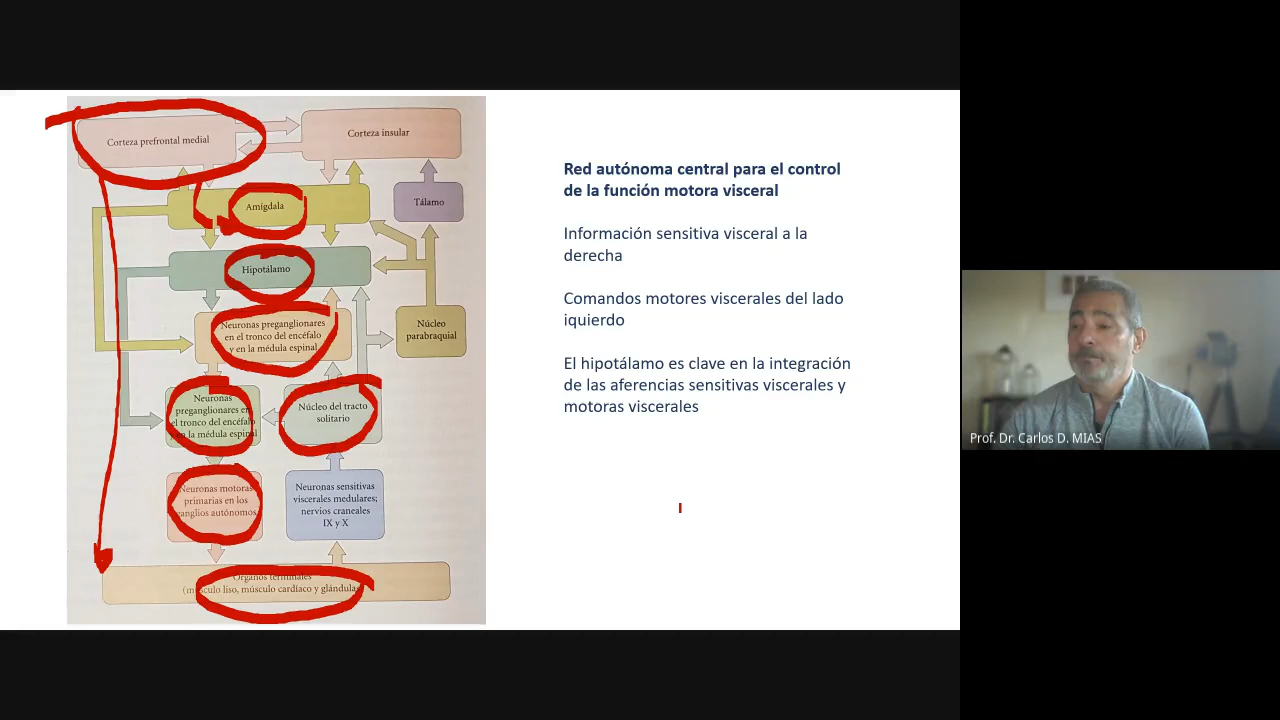 Corteza prefrontal medial
Corteza insular
Amígdala
Tálamo
Hipotálamo
Neuronas preganglionares
en el tronco del encéfalo
y en la médula espinal
Núcleo
parabraquial
Neuronas
preganglionares en
el tronco del encéfalo
y en la médula espinal
Núcleo del tracto
solitario
Neuronas motoras
primarias en los
ganglios autónomos
Neuronas sensitivas
viscerales medulares;
nervios craneales
IX y X
Órganos terminales
(músculo liso, músculo cardíaco y glándulas)
Red autónoma central para el control
de la función motora visceral
Información sensitiva visceral a la
derecha
Comandos motores viscerales del lado
iquierdo
El hipotálamo es clave en la integración
de las aferencias sensitivas viscerales y
motoras viscerales
Prof. Dr. Carlos D. MIAS